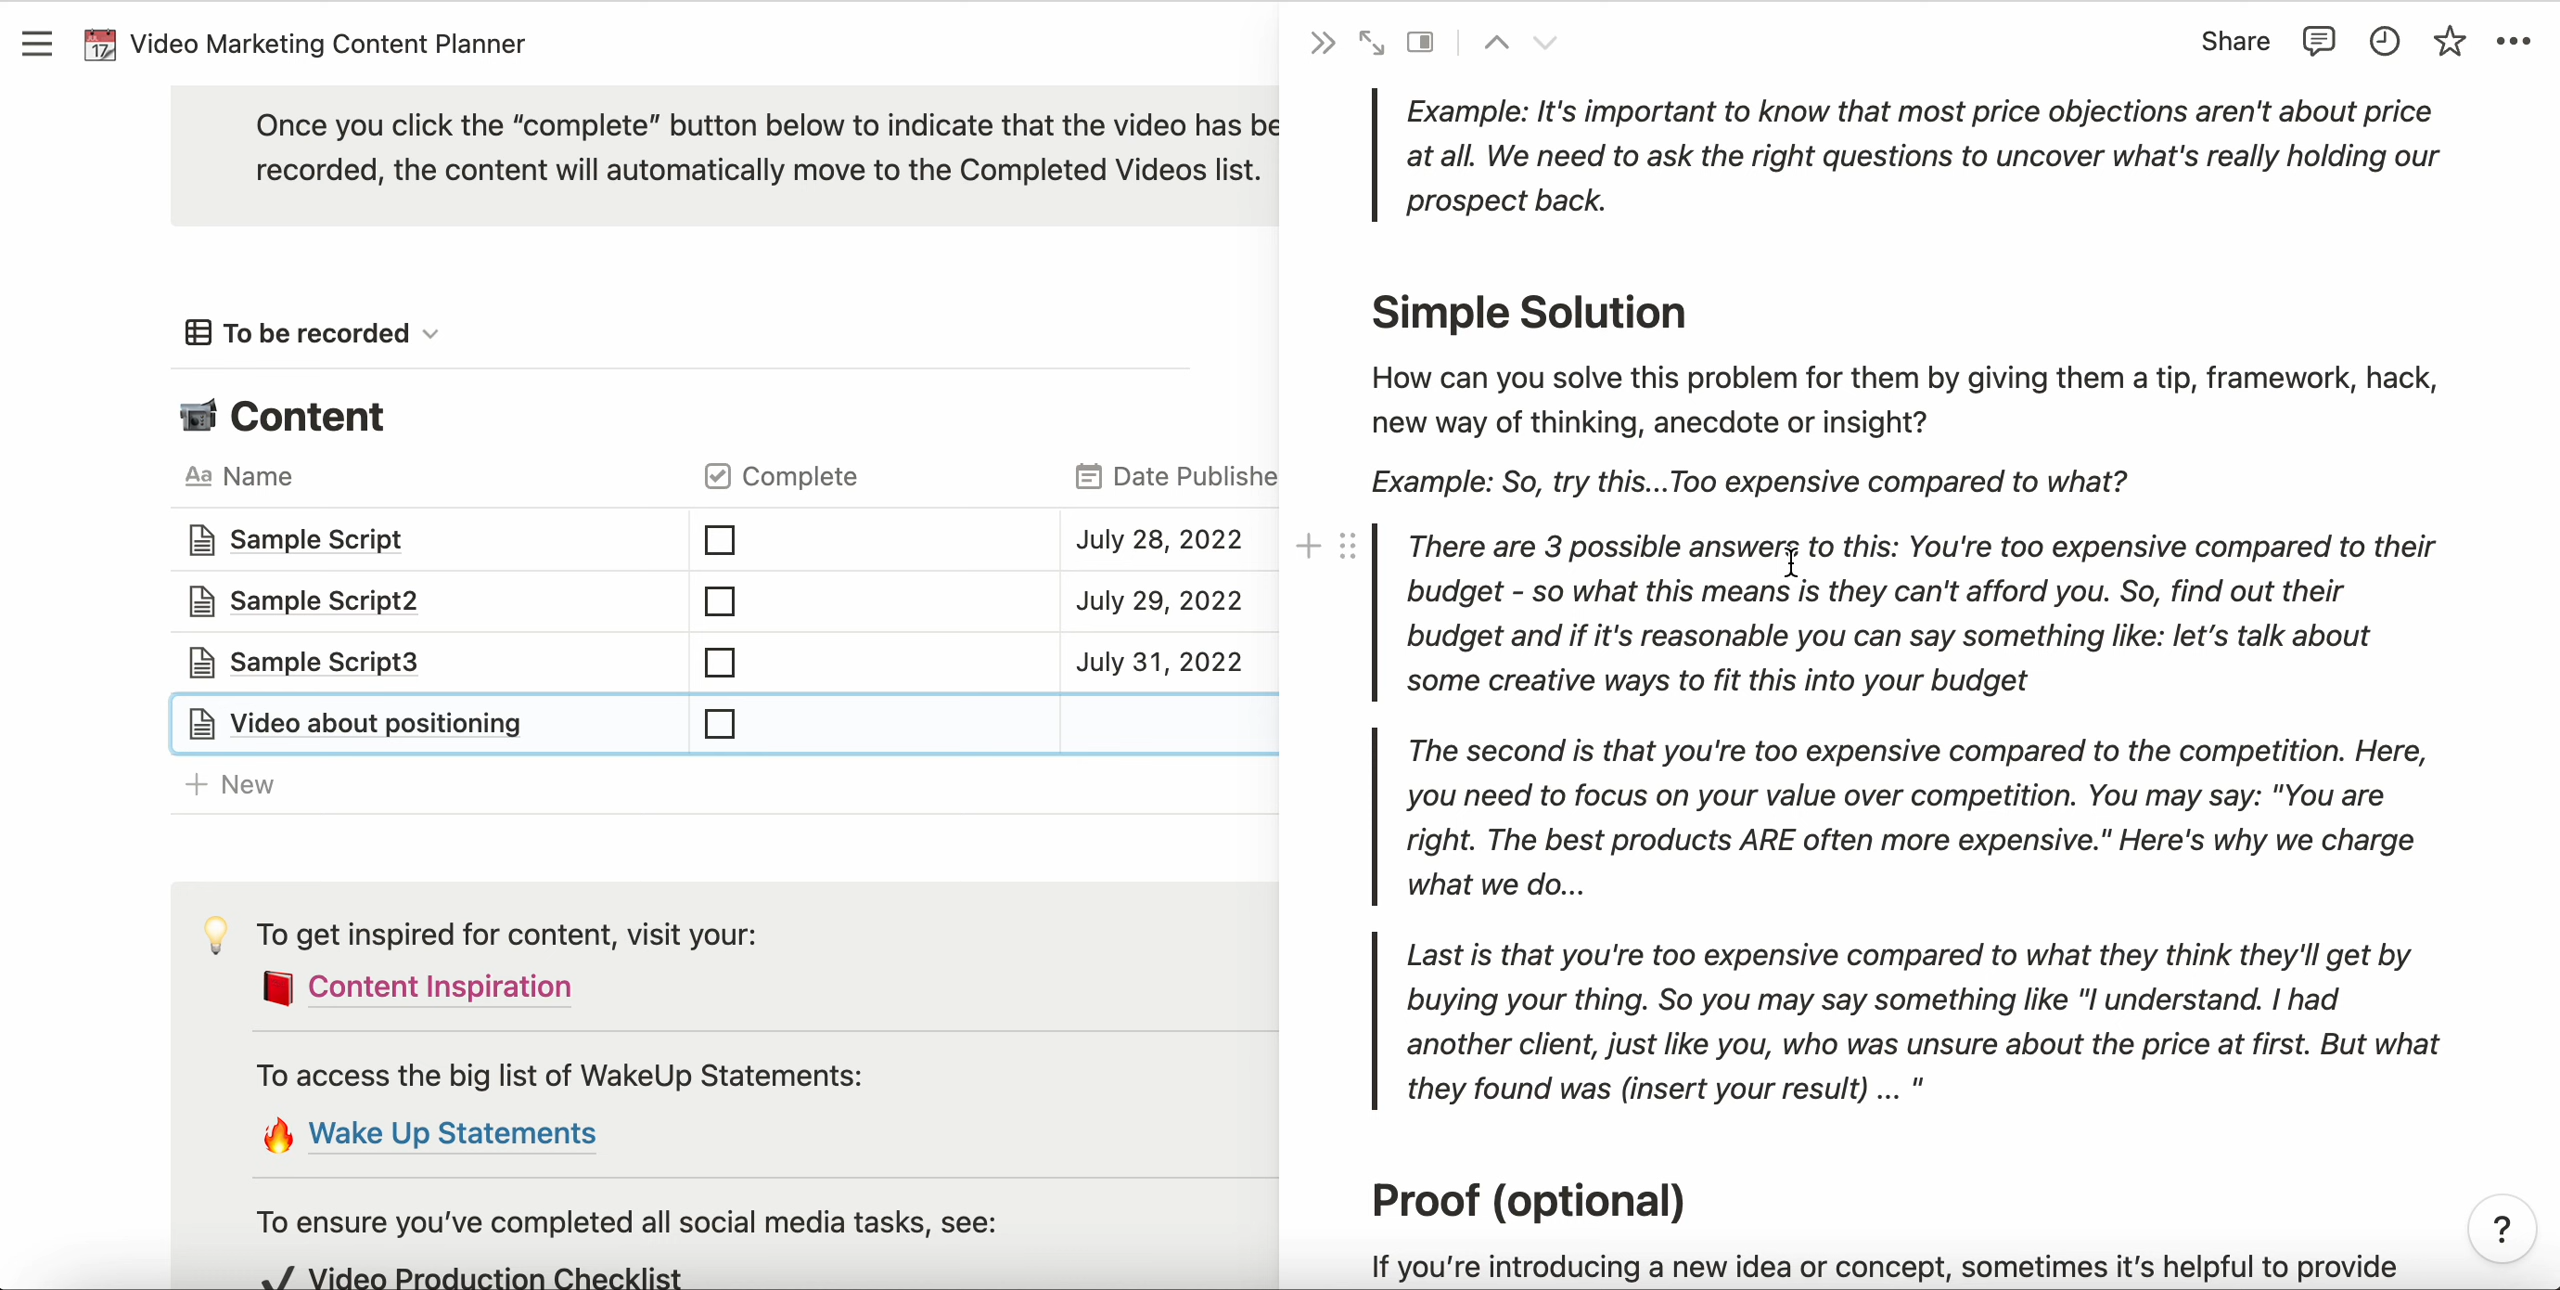 Video Marketing Content Planner
Once you click the “complete” button below to indicate that the video has be
recorded, the content will automatically move to the Completed Videos list.
To be recorded
Content
Aa Name
Complete
Date Publishe
Sample Script
July 28, 2022
Sample Script2
July 29, 2022
Sample Script3
July 31, 2022
Video about positioning
New
To get inspired for content, visit your:
Content Inspiration
To access the big list of WakeUp Statements:
Wake Up Statements
To ensure you’ve completed all social media tasks, see:
Video Production Checklist
Share
Example: It's important to know that most price objections aren't about price
at all. We need to ask the right questions to uncover what's really holding our
prospect back.
Simple Solution
How can you solve this problem for them by giving them a tip, framework, hack,
new way of thinking, anecdote or insight?
Example: So, try this...Too expensive compared to what?
There are 3 possible answers to this: You're too expensive compared to their
budget - so what this means is they can't afford you. So, find out their
budget and if it's reasonable you can say something like: let’s talk about
some creative ways to fit this into your budget
The second is that you're too expensive compared to the competition. Here,
you need to focus on your value over competition. You may say: "You are
right. The best products ARE often more expensive." Here's why we charge
what we do...
Last is that you're too expensive compared to what they think they'll get by
buying your thing. So you may say something like "I understand. I had
another client, just like you, who was unsure about the price at first. But what
they found was (insert your result) ... "
Proof (optional)
If you’re introducing a new idea or concept, sometimes it’s helpful to provide
?